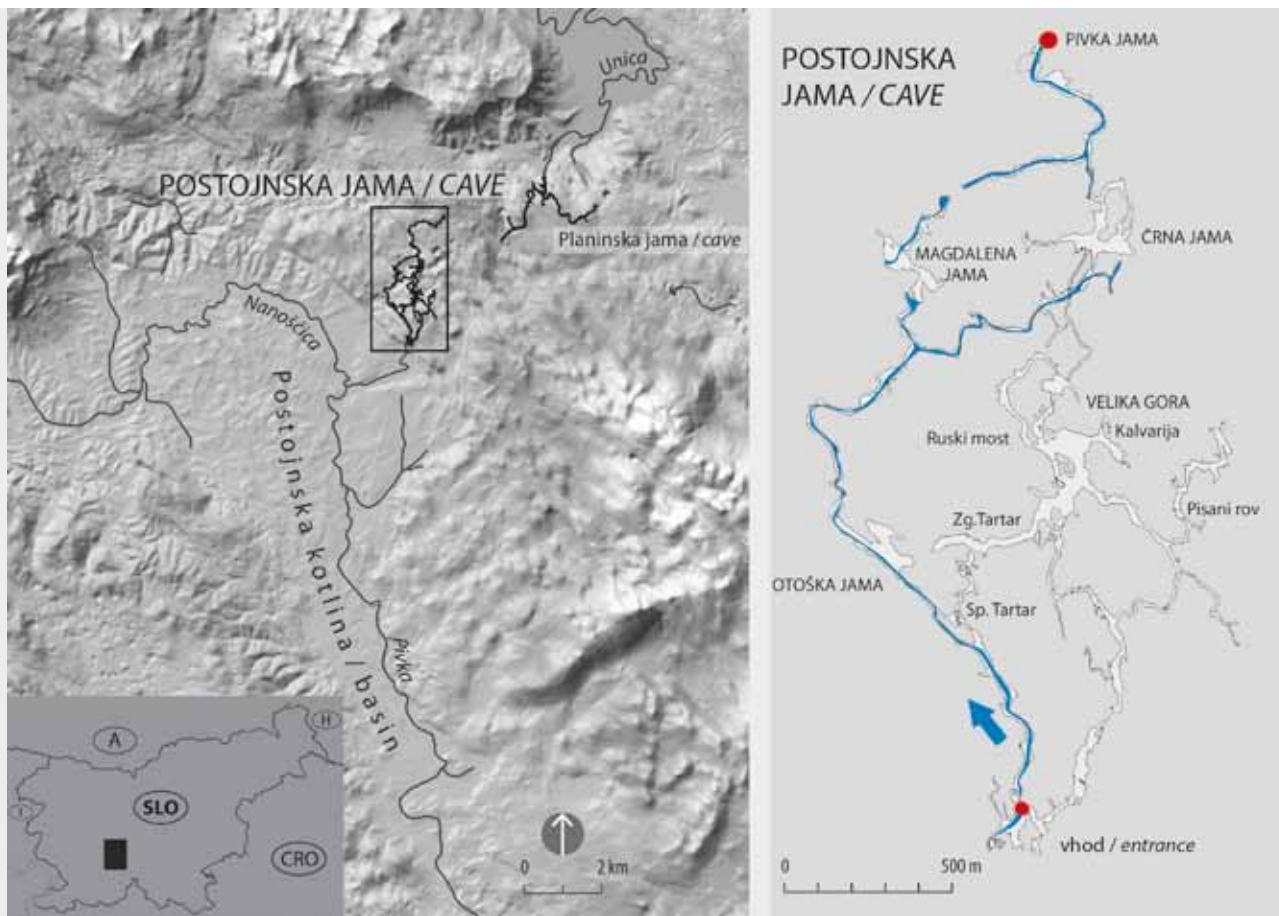 Unica
POSTOJNSKA JAMA / CAVE
Planinska jama / cave
Nanoščica
Postojnska kotlina / basin
Pivka
A
H
I
SLO
CRO
0 2 km
POSTOJNSKA
JAMA / CAVE
PIVKA JAMA
ČRNA JAMA
MAGDALENA
JAMA
VELIKA GORA
Kalvarija
Ruski most
Pisani rov
Zg. Tartar
OTOŠKA JAMA
Sp. Tartar
vhod / entrance
0 500 m